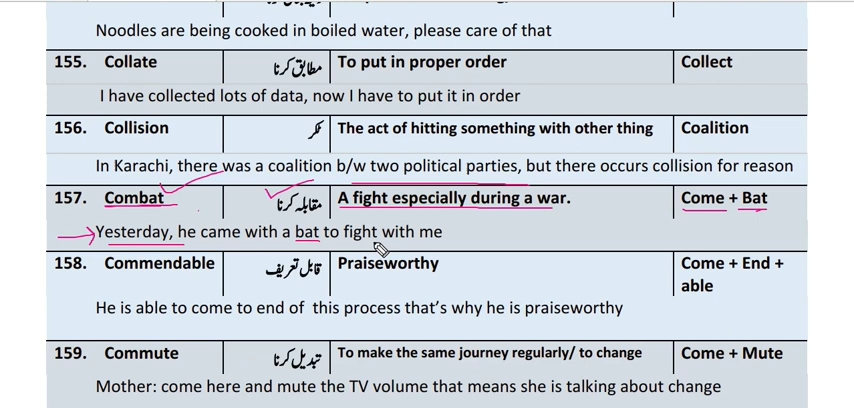 Noodles are being cooked in boiled water, please care of that
155. Collate مطابق کرنا To put in proper order Collect
I have collected lots of data, now I have to put it in order
156. Collision ٹکر The act of hitting something with other thing Coalition
In Karachi, there was a coalition b/w two political parties, but there occurs collision for reason
157. Combat مقابلہ کرنا A fight especially during a war. Come + Bat
Yesterday, he came with a bat to fight with me
158. Commendable قابل تعریف Praiseworthy Come + End +
able
He is able to come to end of this process that’s why he is praiseworthy
159. Commute تبدیل کرنا To make the same journey regularly/ to change Come + Mute
Mother: come here and mute the TV volume that means she is talking about change